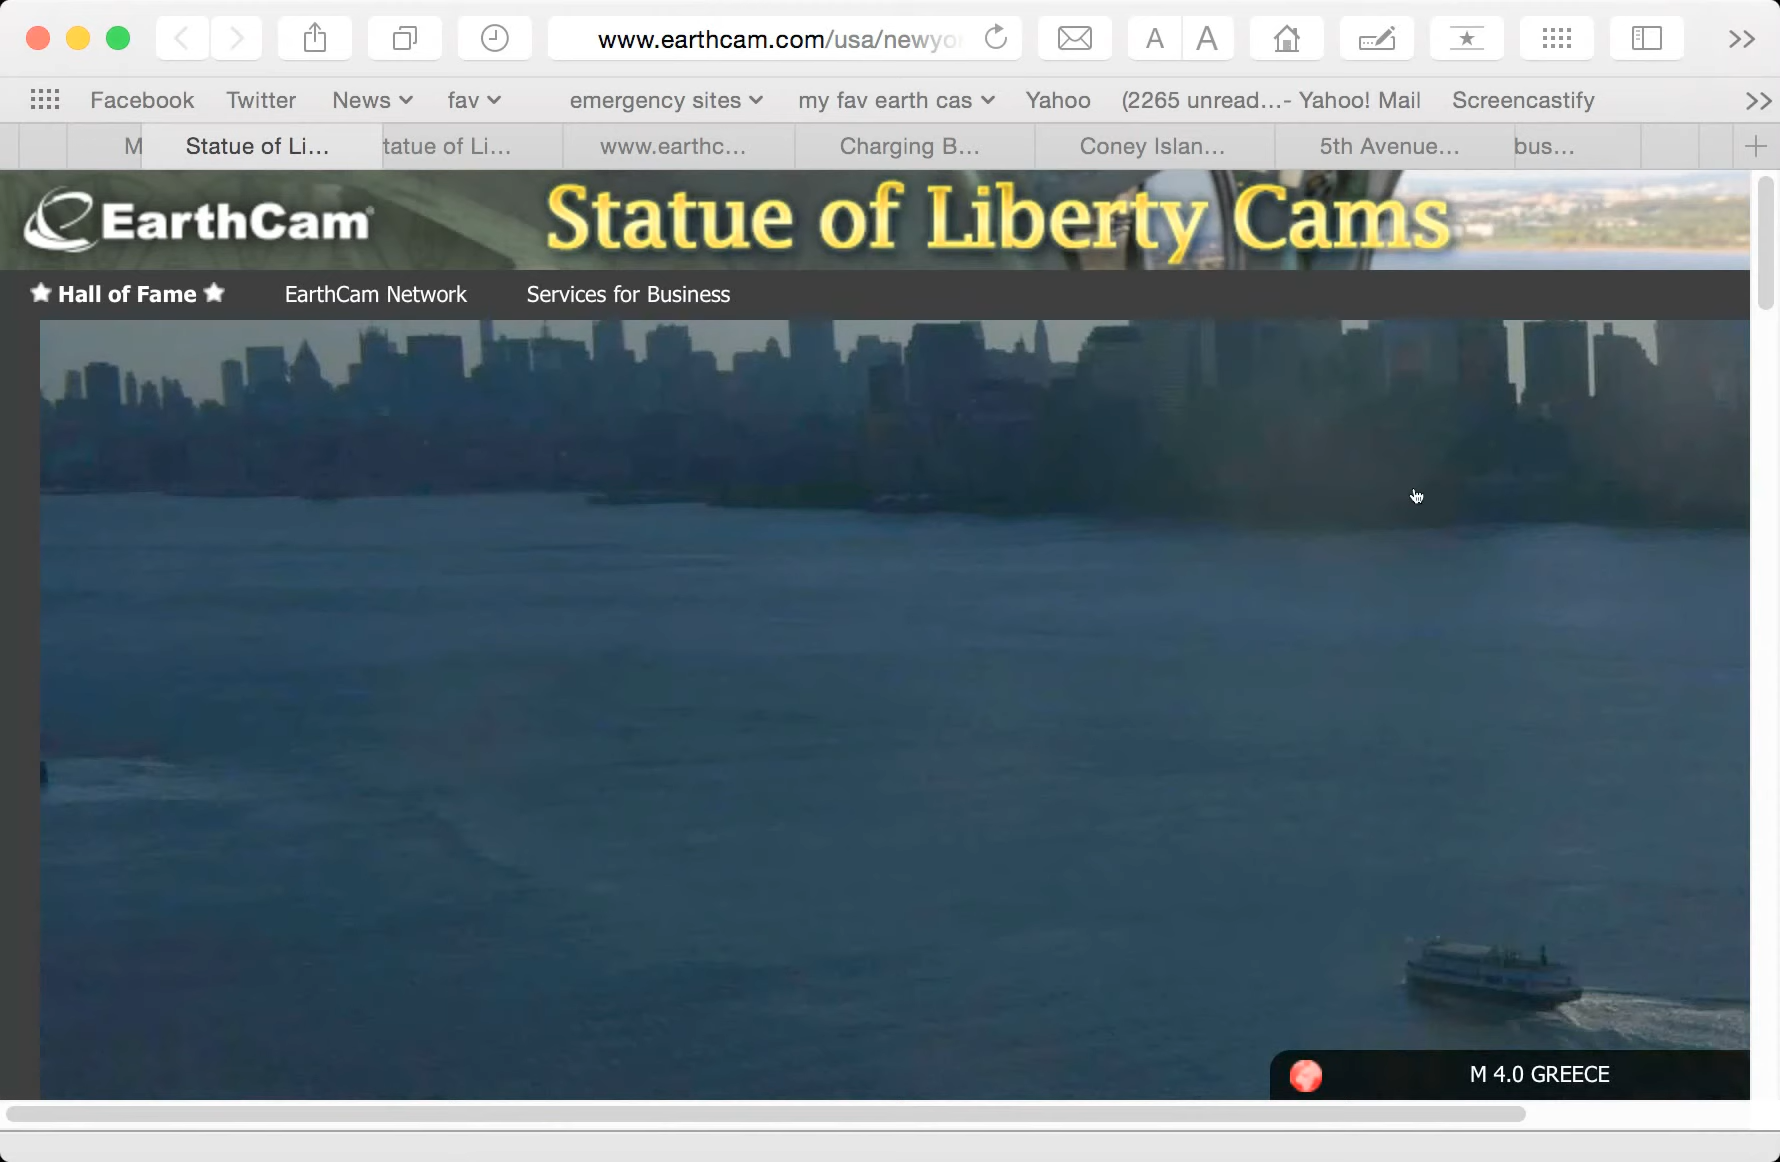 www.earthcam.com/usa/newyo
A A
Facebook Twitter News fav emergency sites my fav earth cas Yahoo (2265 unread...- Yahoo! Mail Screencastify
M Statue of Li... tatue of Li... www.earthc... Charging B... Coney Islan... 5th Avenue... bus...
EarthCam Statue of Liberty Cams
Hall of Fame EarthCam Network Services for Business
M 4.0 GREECE